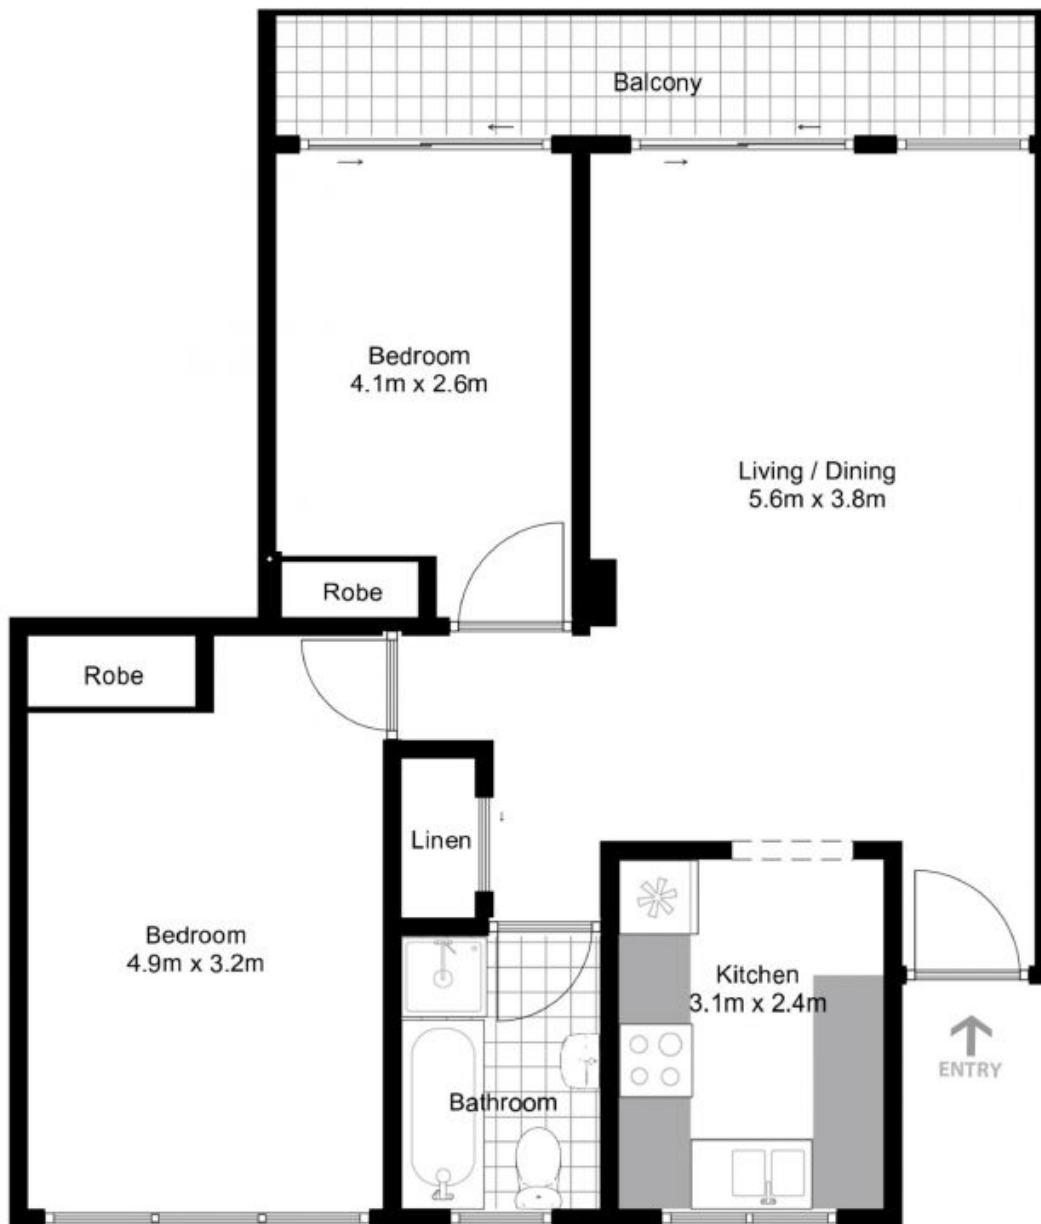 Balcony
Bedroom
4.1m x 2.6m
Living / Dining
5.6m x 3.8m
Robe
Robe
Linen
Bedroom
4.9m x 3.2m
Kitchen
3.1m x 2.4m
ENTRY
Bathroom